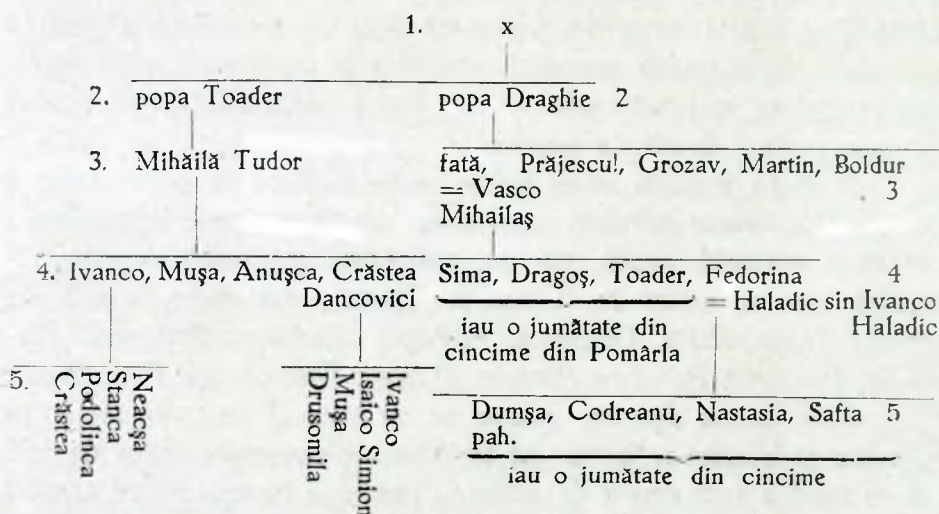 1. x
2. popa Toader popa Draghie 2
3. Mihăilă Tudor fată, Prăjescu!, Grozav, Martin, Boldur
= Vasco 3
Mihailaş
4. Ivanco, Muşa, Anuşca, Crăstea Sima, Dragoş, Toader, Fedorina 4
Dancovici = Haladic sin Ivanco
iau o jumătate din Haladic
cincime din Pomârla
5.
Neacşa
Stanca
Podolinca
Crăstea
Ivanco
Isaico Simion
Muşa
Drusomila
Dumşa, Codreanu, Nastasia, Safta 5
pah.
iau o jumătate din cincime